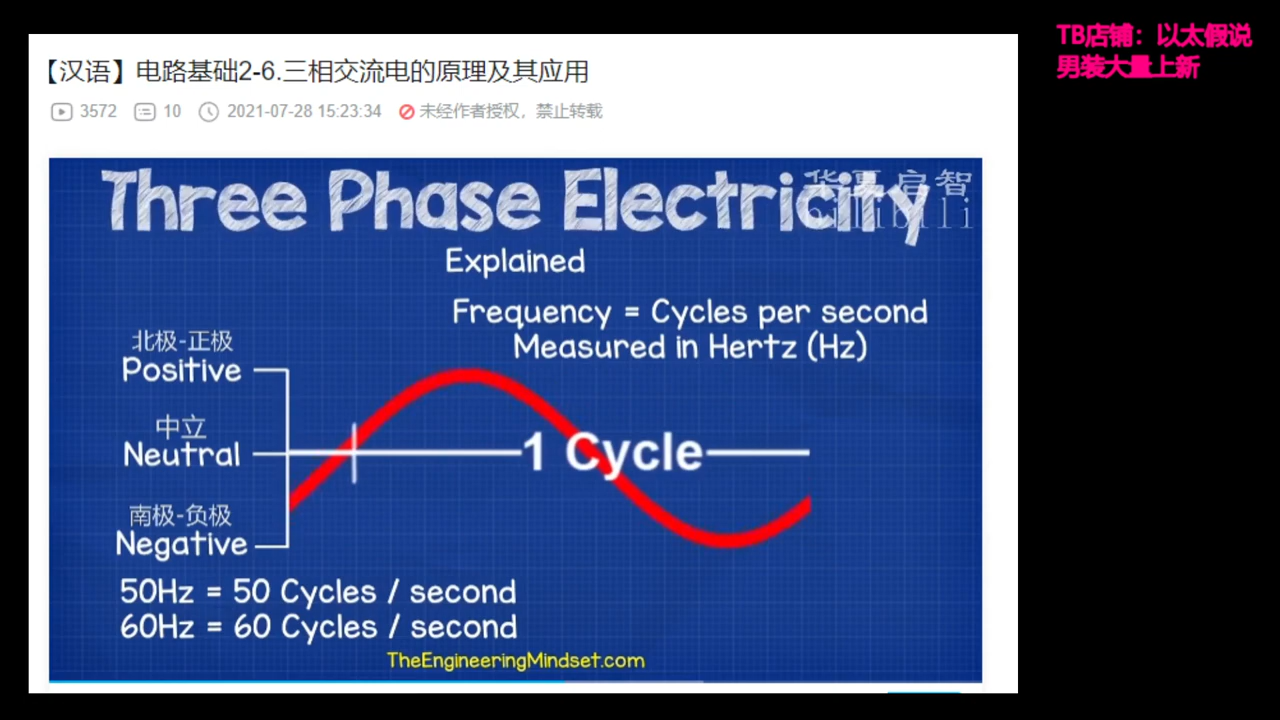 TB店铺：以太假说
男装大量上新
【汉语】电路基础2-6.三相交流电的原理及其应用
3572 10 2021-07-28 15:23:34 未经作者授权，禁止转载
Three Phase Electricity
bilibili
Explained
Frequency = Cycles per second
Measured in Hertz (Hz)
北极-正极
Positive
中立
Neutral
1 Cycle
南极-负极
Negative
50Hz = 50 Cycles / second
60Hz = 60 Cycles / second
TheEngineeringMindset.com